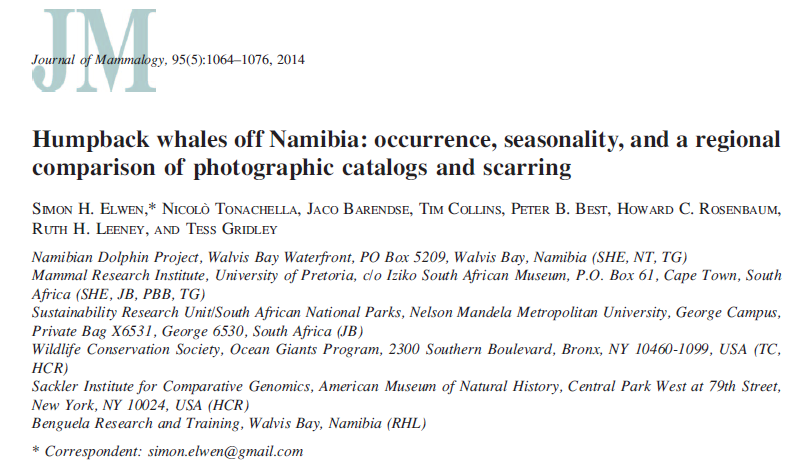 JM
Journal of Mammalogy, 95(5):1064–1076, 2014
Humpback whales off Namibia: occurrence, seasonality, and a regional
comparison of photographic catalogs and scarring
SIMON H. ELWEN,* NICOLÒ TONACHELLA, JACO BARENDSE, TIM COLLINS, PETER B. BEST, HOWARD C. ROSENBAUM,
RUTH H. LEENEY, AND TESS GRIDLEY
Namibian Dolphin Project, Walvis Bay Waterfront, PO Box 5209, Walvis Bay, Namibia (SHE, NT, TG)
Mammal Research Institute, University of Pretoria, c/o Iziko South African Museum, P.O. Box 61, Cape Town, South
Africa (SHE, JB, PBB, TG)
Sustainability Research Unit/South African National Parks, Nelson Mandela Metropolitan University, George Campus,
Private Bag X6531, George 6530, South Africa (JB)
Wildlife Conservation Society, Ocean Giants Program, 2300 Southern Boulevard, Bronx, NY 10460-1099, USA (TC,
HCR)
Sackler Institute for Comparative Genomics, American Museum of Natural History, Central Park West at 79th Street,
New York, NY 10024, USA (HCR)
Benguela Research and Training, Walvis Bay, Namibia (RHL)
* Correspondent: simon.elwen@gmail.com